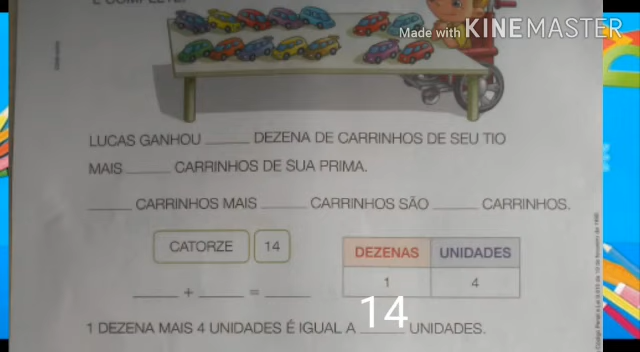 E COMPLETE.
Made with KINEMASTER
LUCAS GANHOU ______ DEZENA DE CARRINHOS DE SEU TIO
MAIS ______ CARRINHOS DE SUA PRIMA.
______ CARRINHOS MAIS ______ CARRINHOS SÃO ______ CARRINHOS.
CATORZE 14
DEZENAS UNIDADES
1 4
______ + ______ = ______
1 DEZENA MAIS 4 UNIDADES É IGUAL A 14 UNIDADES.